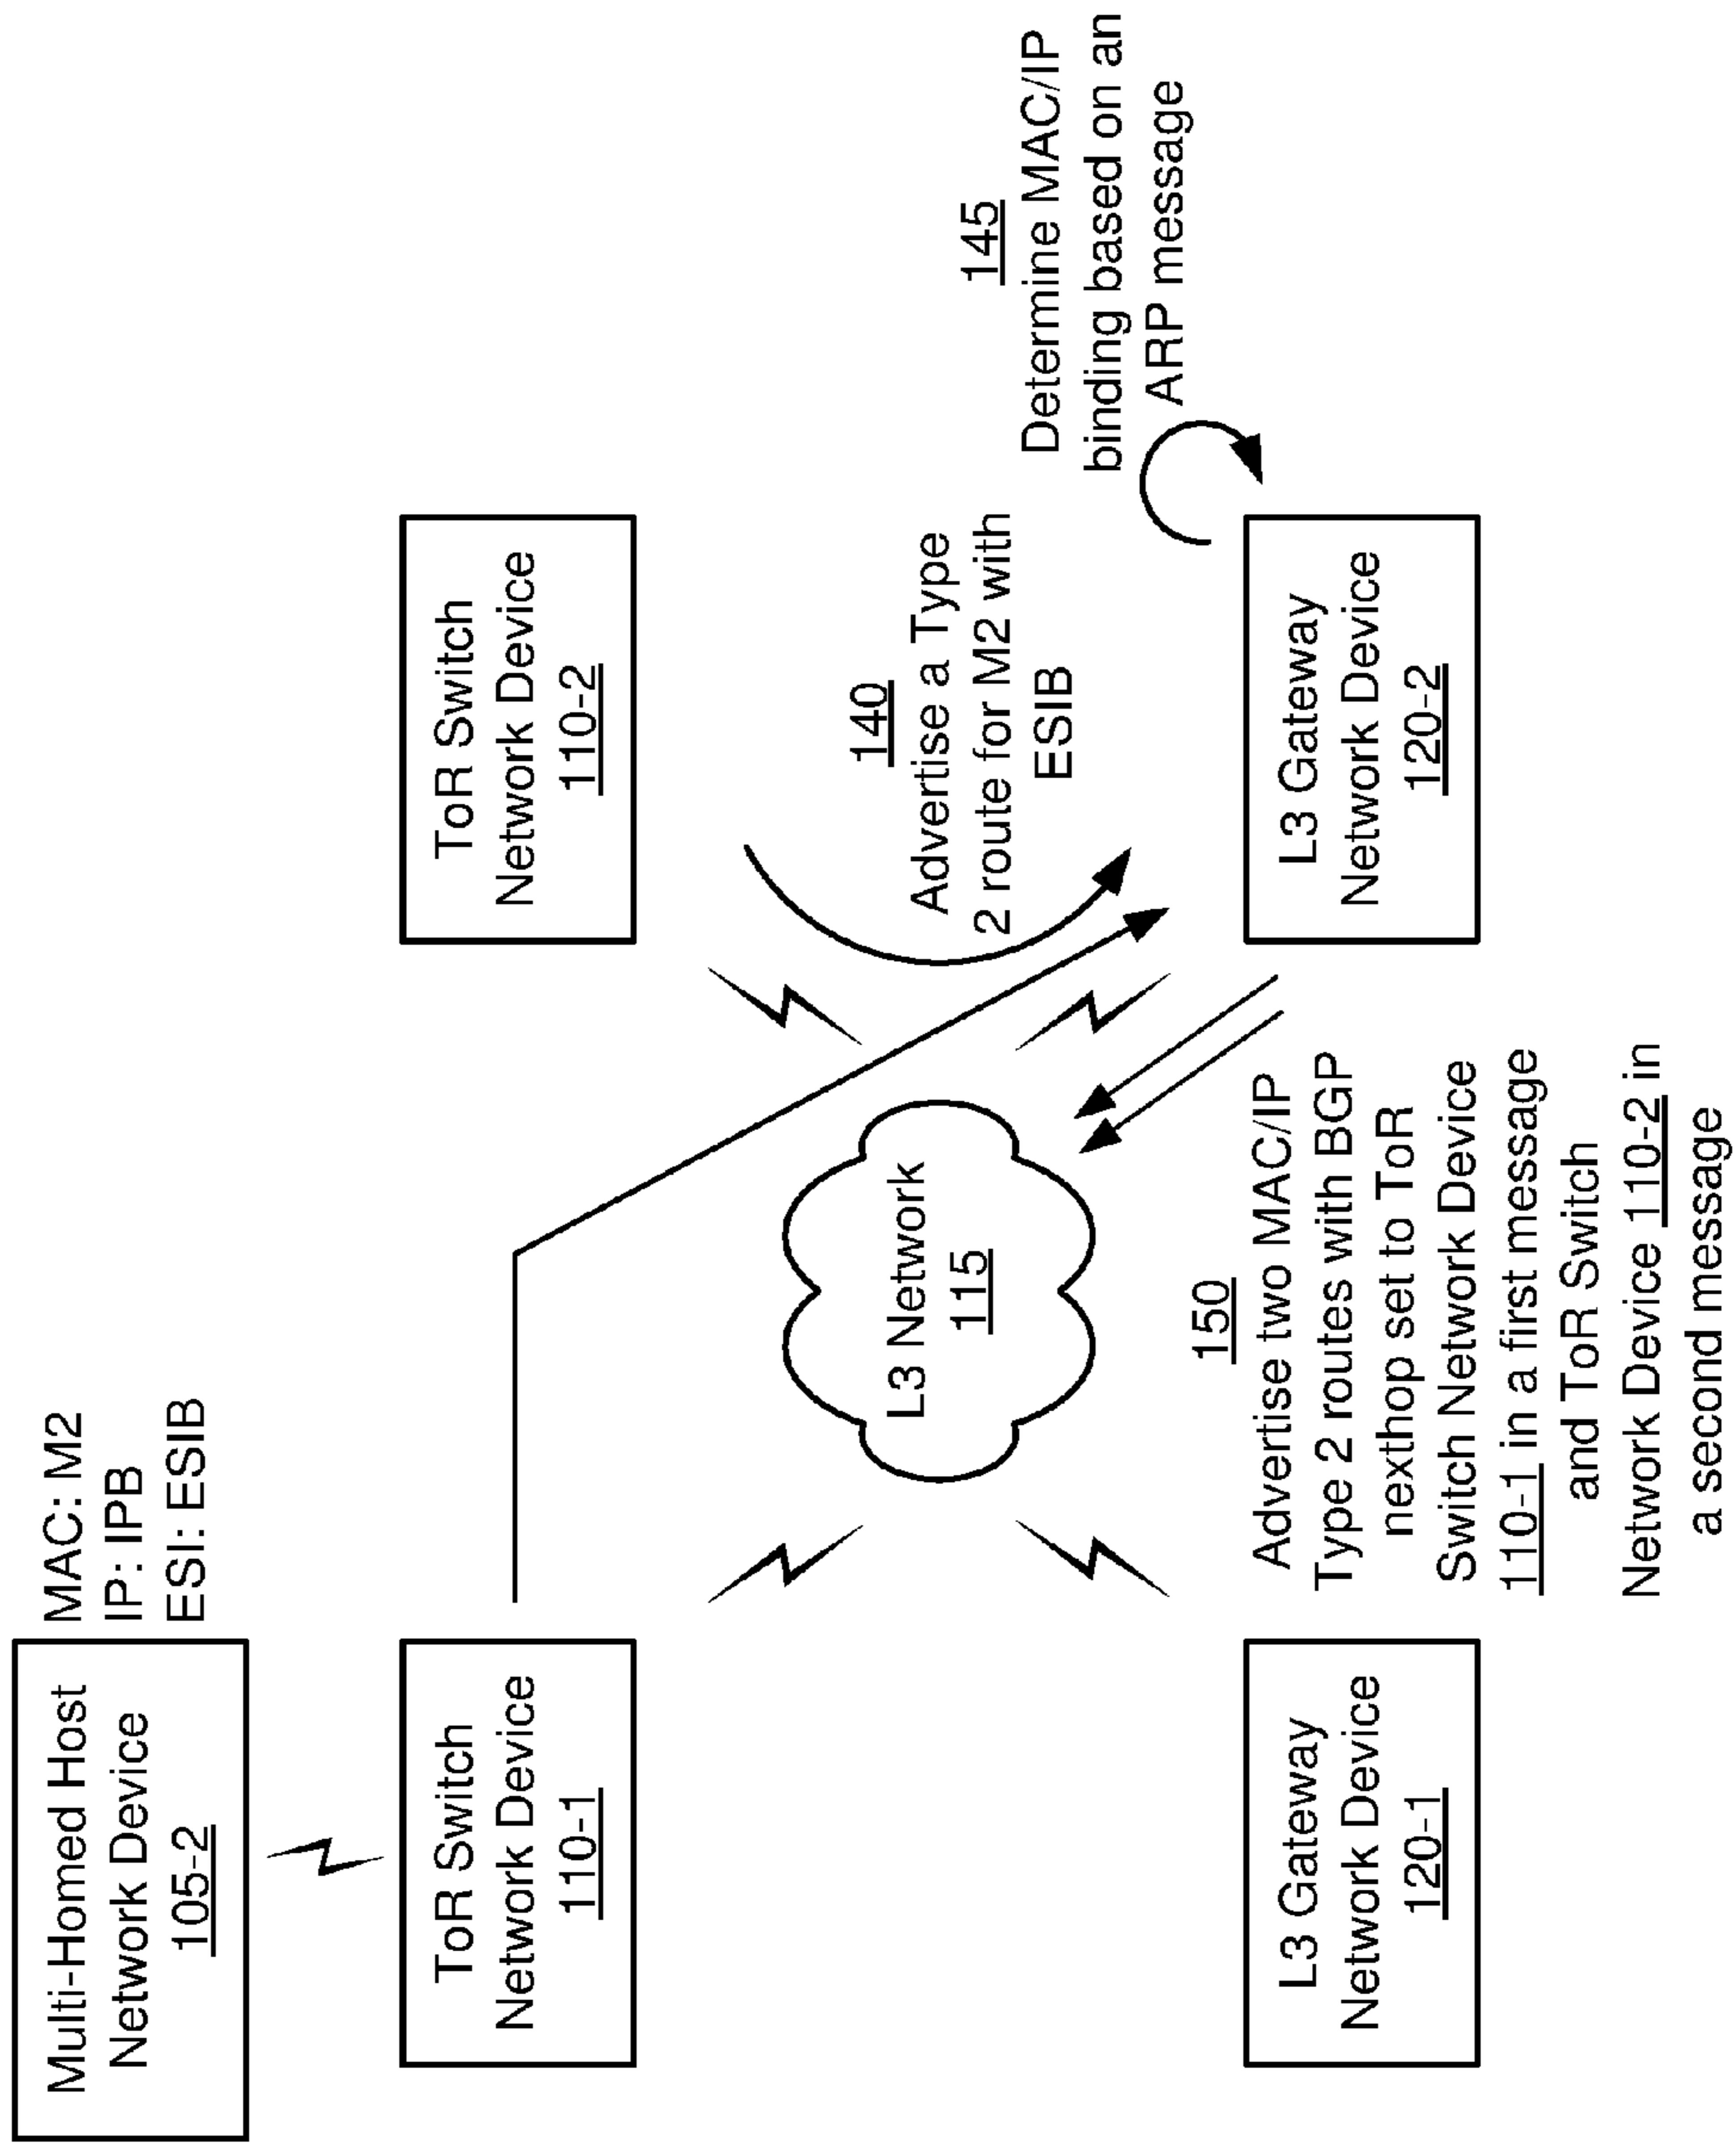 Multi-Homed Host
Network Device
105-2
MAC: M2
IP: IPB
ESI: ESIB
ToR Switch
Network Device
110-1
ToR Switch
Network Device
110-2
L3 Network
115
140
Advertise a Type
2 route for M2 with
ESIB
145
Determine MAC/IP
binding based on an
ARP message
L3 Gateway
Network Device
120-1
150
Advertise two MAC/IP
Type 2 routes with BGP
nexthop set to ToR
Switch Network Device
110-1 in a first message
and ToR Switch
Network Device 110-2 in
a second message
L3 Gateway
Network Device
120-2